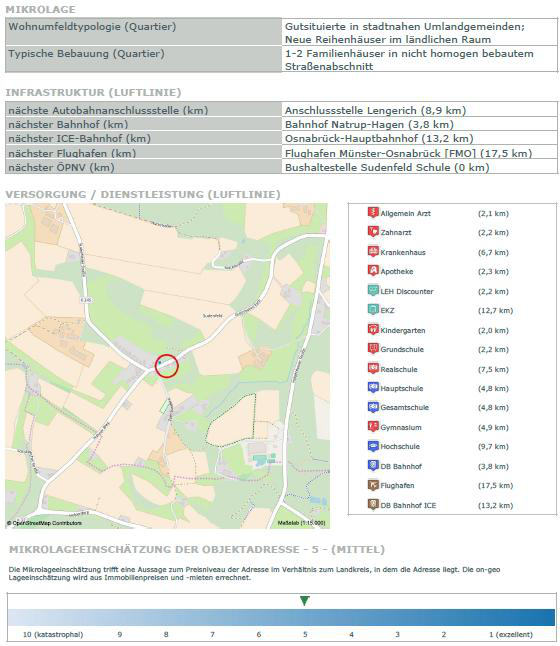 MIKROLAGE
Wohnumfeldtypologie (Quartier) Gutsituierte in stadtnahen Umlandgemeinden;
Neue Reihenhäuser im ländlichen Raum
Typische Bebauung (Quartier) 1-2 Familienhäuser in nicht homogen bebautem
Straßenabschnitt
INFRASTRUKTUR (LUFTLINIE)
nächste Autobahnanschlussstelle (km) Anschlussstelle Lengerich (8,9 km)
nächster Bahnhof (km) Bahnhof Natrup-Hagen (3,8 km)
nächster ICE-Bahnhof (km) Osnabrück-Hauptbahnhof (13,2 km)
nächster Flughafen (km) Flughafen Münster-Osnabrück [FMO] (17,5 km)
nächster ÖPNV (km) Bushaltestelle Sudenfeld Schule (0 km)
VERSORGUNG / DIENSTLEISTUNG (LUFTLINIE)
K 345
Sudenfeld
© OpenStreetMap Contributors
Maßstab (1:15.000)
Allgemein Arzt (2,1 km)
Zahnarzt (2,2 km)
Krankenhaus (6,7 km)
Apotheke (2,3 km)
LEH Discounter (2,2 km)
EKZ (12,7 km)
Kindergarten (2,0 km)
Grundschule (2,2 km)
Realschule (7,5 km)
Hauptschule (4,8 km)
Gesamtschule (4,8 km)
Gymnasium (4,9 km)
Hochschule (9,7 km)
DB Bahnhof (3,8 km)
Flughafen (17,5 km)
DB Bahnhof ICE (13,2 km)
MIKROLAGEEINSCHÄTZUNG DER OBJEKTADRESSE - 5 - (MITTEL)
Die Mikrolageeinschätzung trifft eine Aussage zum Preisniveau der Adresse im Verhältnis zum Landkreis, in dem die Adresse liegt. Die on-geo
Lageeinschätzung wird aus Immobilienpreisen und -mieten errechnet.
10 (katastrophal) 9 8 7 6 5 4 3 2 1 (exzellent)